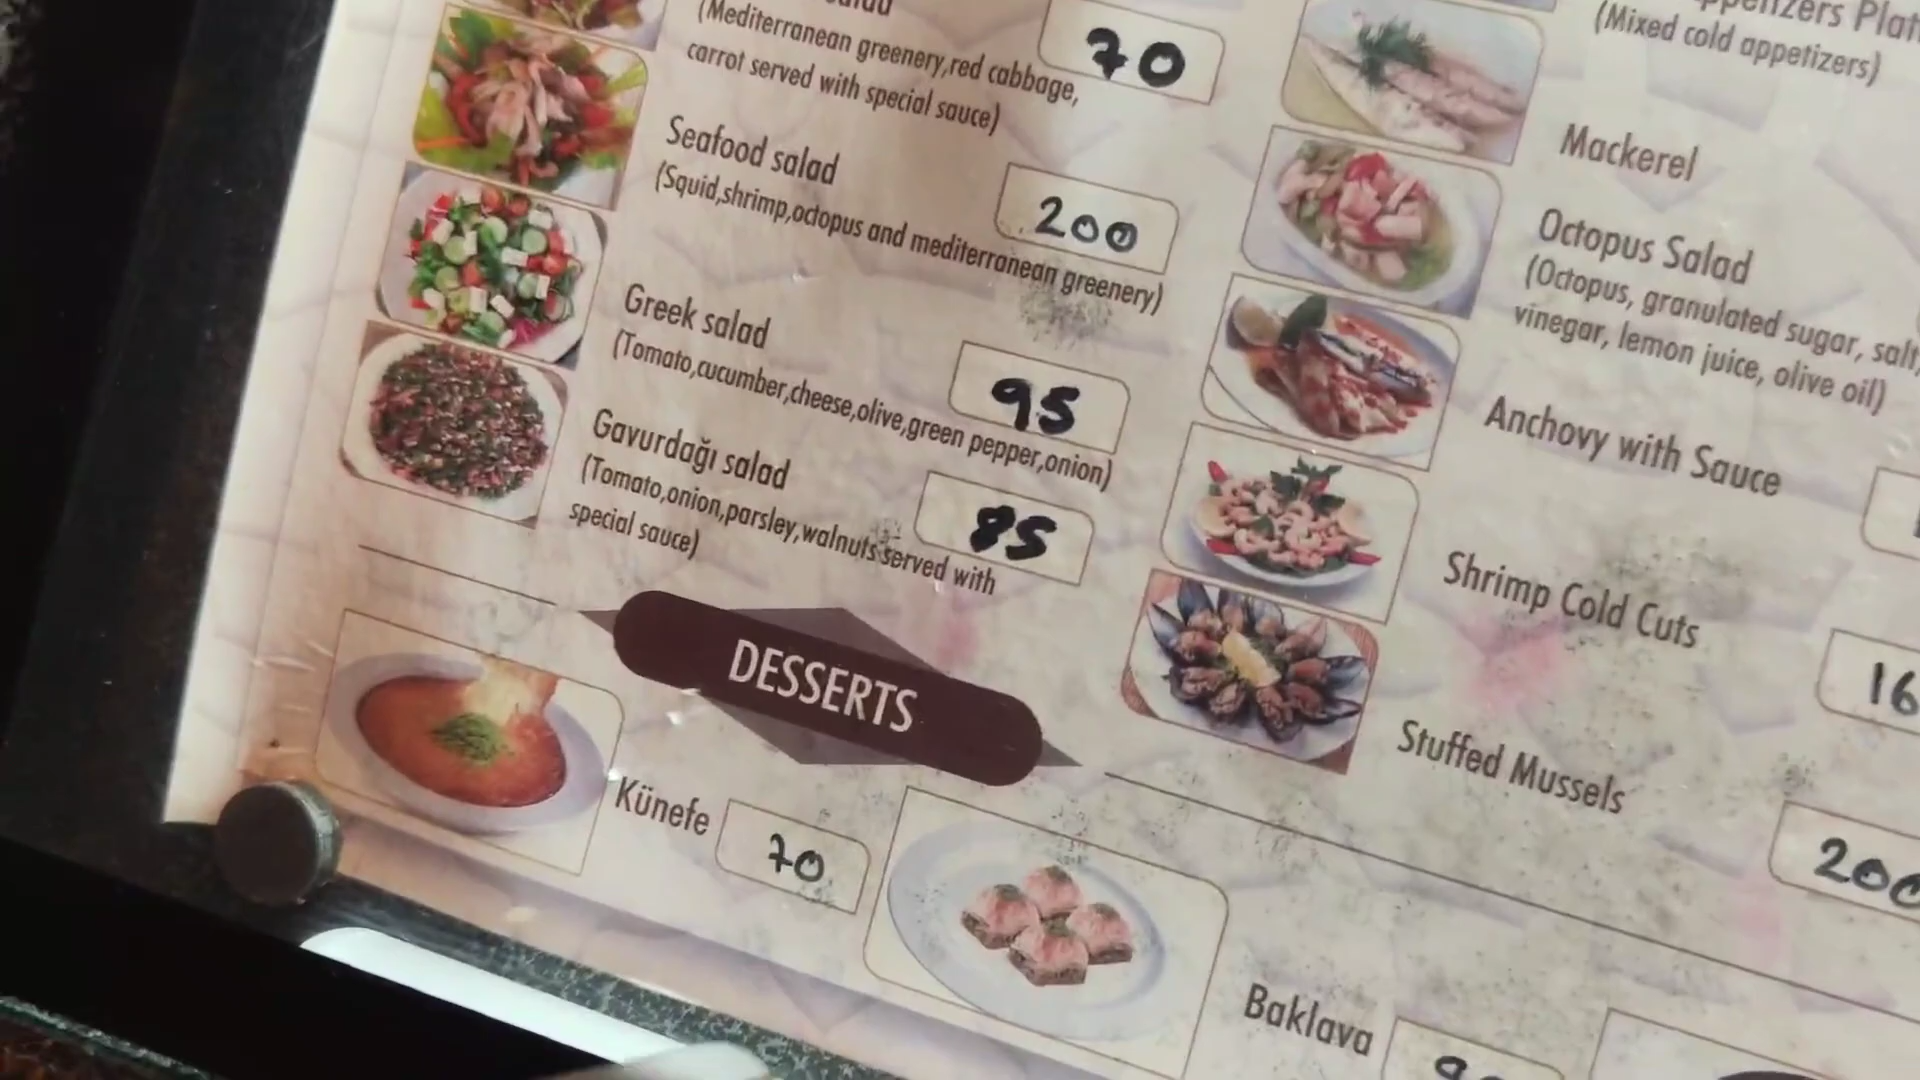 (Mediterranean greenery,red cabbage,
carrot served with special sauce)
70
Seafood salad
(Squid,shrimp,octopus and mediterranean greenery)
200
Greek salad
(Tomato,cucumber,cheese,olive,green pepper,onion)
95
Gavurdağı salad
(Tomato,onion,parsley,walnuts served with
special sauce)
85
(Mixed cold appetizers)
Mackerel
Octopus Salad
(Octopus, granulated sugar, salt,
vinegar, lemon juice, olive oil)
Anchovy with Sauce
Shrimp Cold Cuts
16
Stuffed Mussels
200
DESSERTS
Künefe
70
Baklava